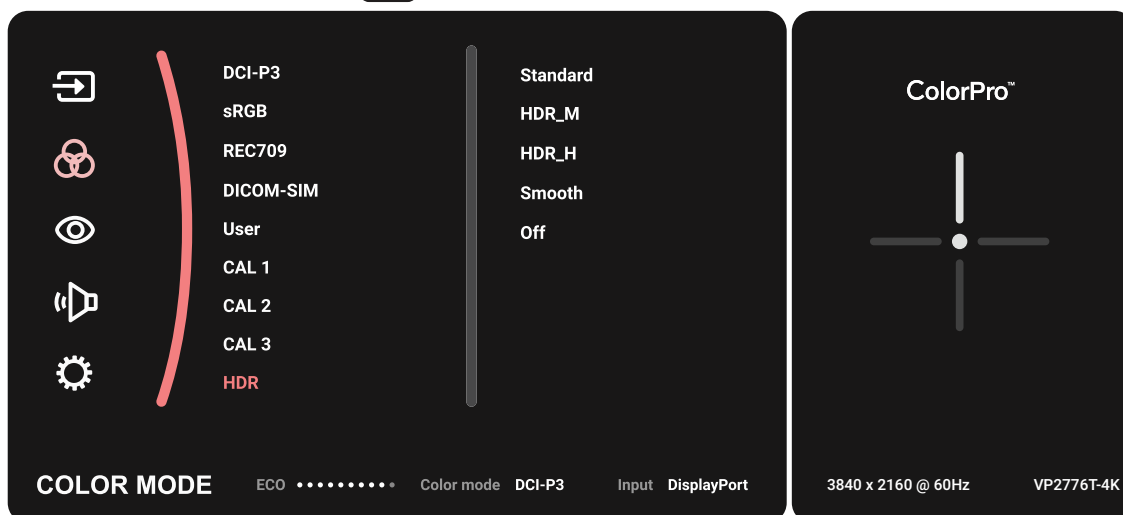 DCI-P3
sRGB
REC709
DICOM-SIM
User
CAL 1
CAL 2
CAL 3
HDR
Standard
HDR_M
HDR_H
Smooth
Off
COLOR MODE
ECO
Color mode DCI-P3
Input DisplayPort
ColorPro™
3840 x 2160 @ 60Hz
VP2776T-4K